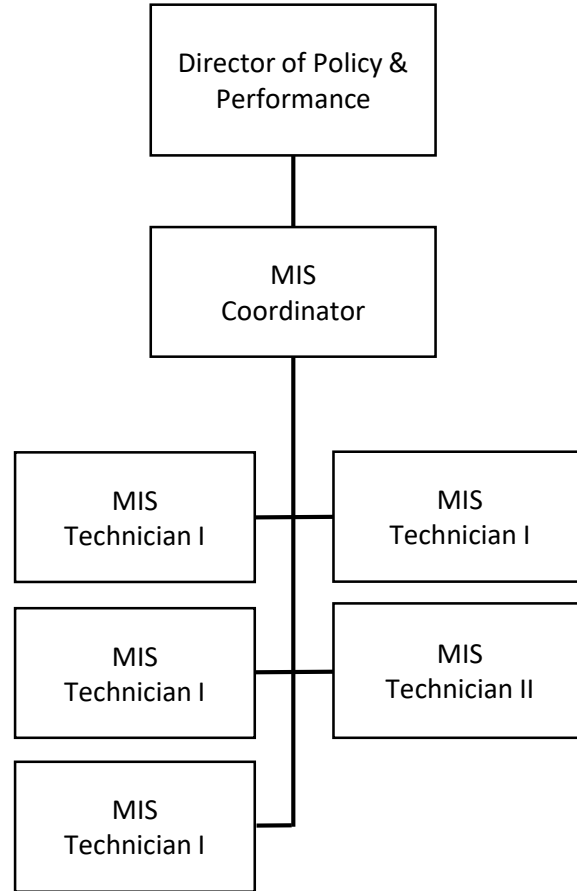 Director of Policy &
Performance
MIS
Coordinator
MIS
Technician I
MIS
Technician I
MIS
Technician I
MIS
Technician II
MIS
Technician I